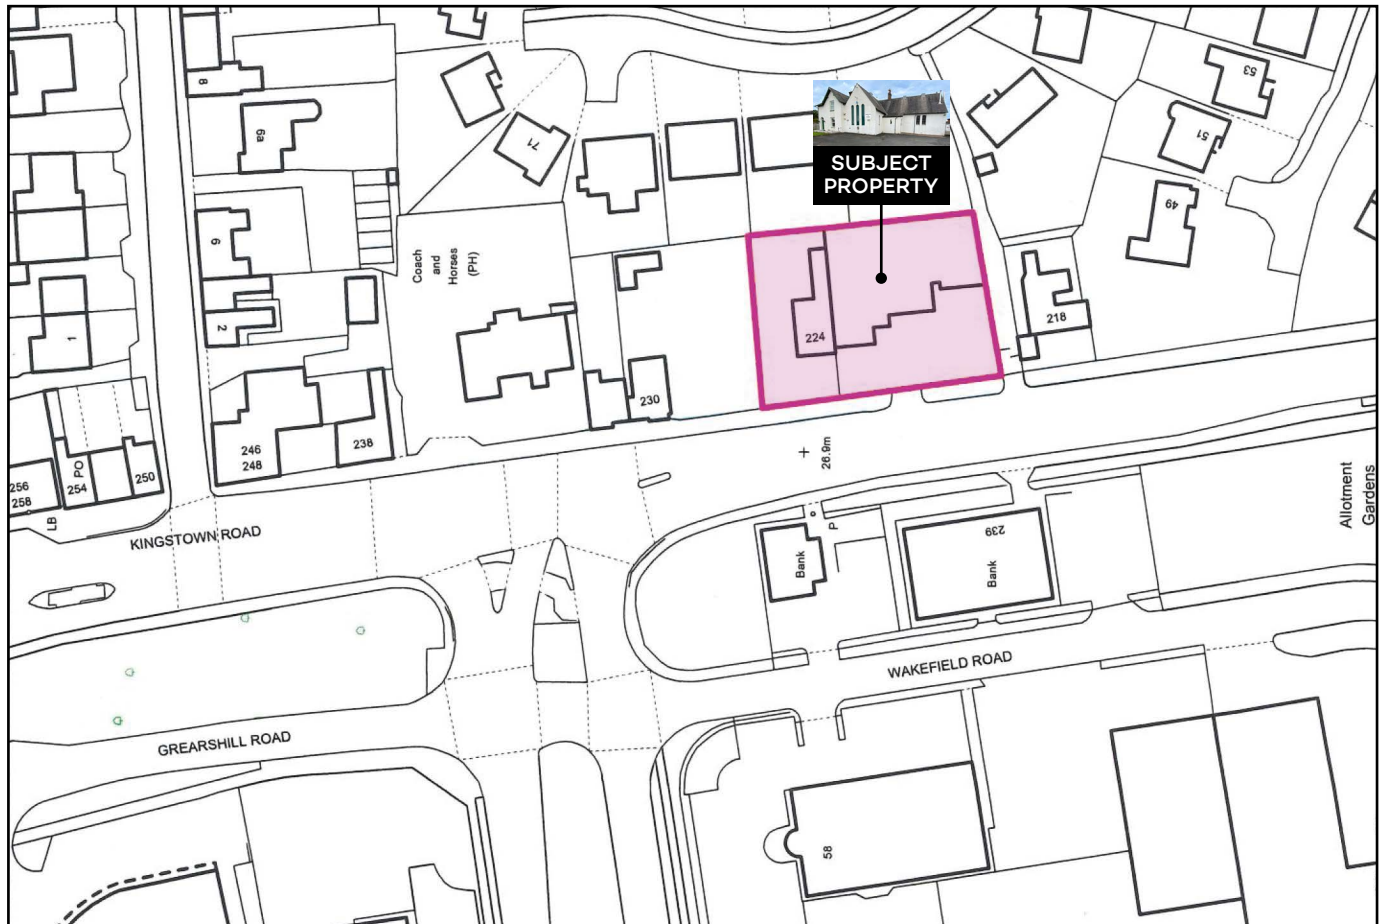 8
6a
6
2
1
71
53
51
49
SUBJECT
PROPERTY
Coach
and
Horses
(PH)
224
218
230
246
248
238
256
258
PO
254
250
LB
26.9m
KINGSTOWN ROAD
Bank
P
239
Bank
Allotment
Gardens
WAKEFIELD ROAD
GREARSHILL ROAD
58